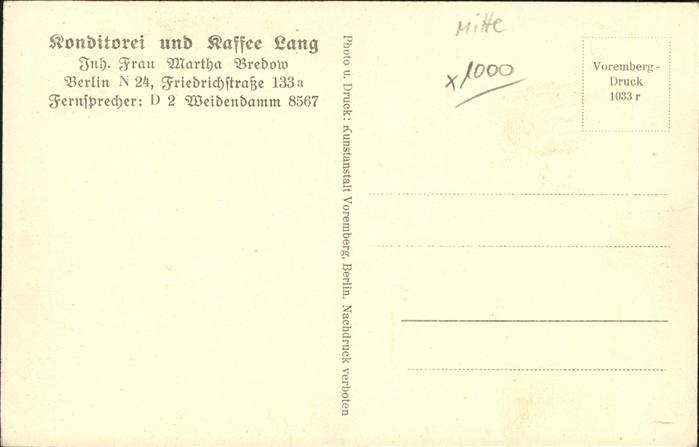 Konditorei und Kaffee Lang
Inh. Frau Martha Bredow
Berlin N 24, Friedrichstraße 133a
Fernsprecher: D 2 Weidendamm 8567
Photo u. Druck: Kunstanstalt Voremberg, Berlin. Nachdruck verboten
Mitte
x1000
Voremberg-
Druck
1033 r